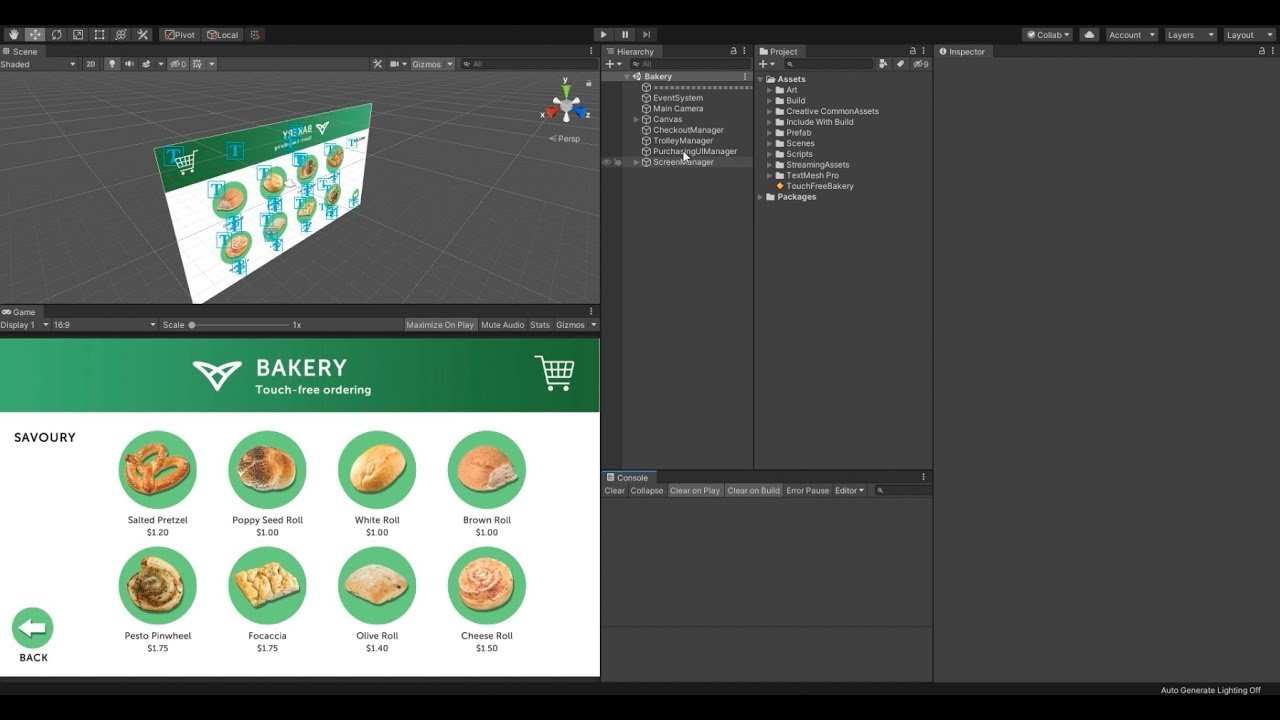 Pivot Local
Collab Account Layers Layout
Scene
Shaded 2D Gizmos All
y
x
z
Persp
BAKERY
Game
Display 1 16:9 Scale 1x Maximize On Play Mute Audio Stats Gizmos
BAKERY
Touch-free ordering
SAVOURY
Salted Pretzel
$1.20
Poppy Seed Roll
$1.00
White Roll
$1.00
Brown Roll
$1.00
Pesto Pinwheel
$1.75
Focaccia
$1.75
Olive Roll
$1.40
Cheese Roll
$1.50
BACK
Hierarchy
All
Bakery
EventSystem
Main Camera
Canvas
CheckoutManager
TrolleyManager
PurchasingUIManager
ScreenManager
Project
9
Assets
Art
Build
Creative CommonAssets
Include With Build
Prefab
Scenes
Scripts
StreamingAssets
TextMesh Pro
TouchFreeBakery
Packages
Console
Clear Collapse Clear on Play Clear on Build Error Pause Editor
Inspector
Auto Generate Lighting Off